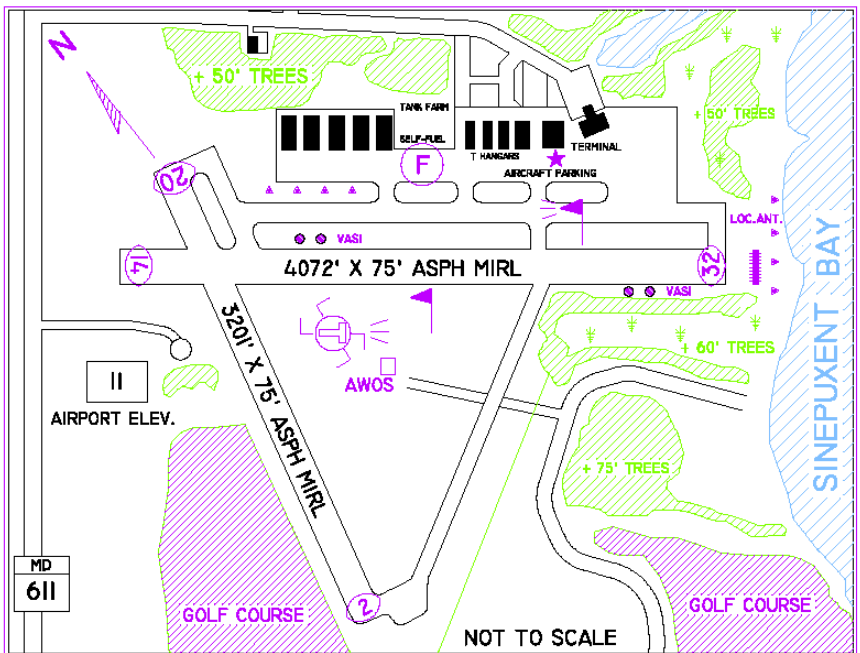 N
+ 50' TREES
TANK FARM
SELF-FUEL
F
T HANGARS
TERMINAL
AIRCRAFT PARKING
+ 50' TREES
20
LOC.ANT.
VASI
14
4072' X 75' ASPH MIRL
32
VASI
3201' X 75' ASPH MIRL
+ 60' TREES
AWOS
11
AIRPORT ELEV.
SINEPUXENT BAY
+ 75' TREES
MD
611
2
GOLF COURSE
GOLF COURSE
NOT TO SCALE